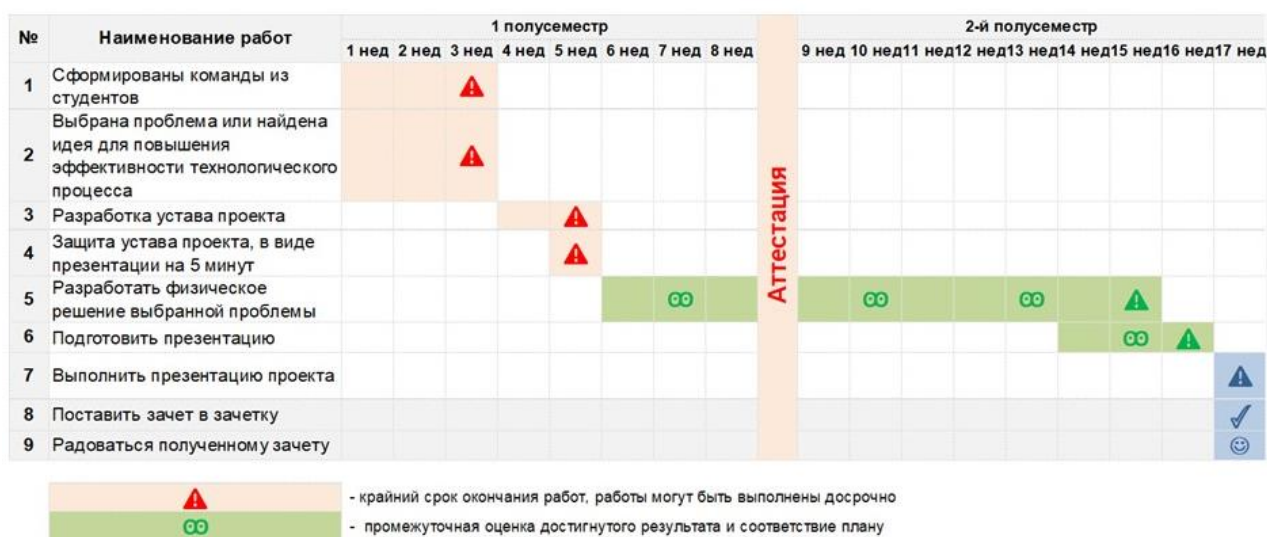 № Наименование работ 1 полусеместр 2-й полусеместр
1 нед 2 нед 3 нед 4 нед 5 нед 6 нед 7 нед 8 нед 9 нед 10 нед 11 нед 12 нед 13 нед 14 нед 15 нед 16 нед 17 нед
1 Сформированы команды из
студентов
Выбрана проблема или найдена
идея для повышения
2 эффективности технологического
процесса
3 Разработка устава проекта
4 Защита устава проекта, в виде
презентации на 5 минут
5 Разработать физическое
решение выбранной проблемы
6 Подготовить презентацию
7 Выполнить презентацию проекта
8 Поставить зачет в зачетку
9 Радоваться полученному зачету
Аттестация
- крайний срок окончания работ, работы могут быть выполнены досрочно
- промежуточная оценка достигнутого результата и соответствие плану